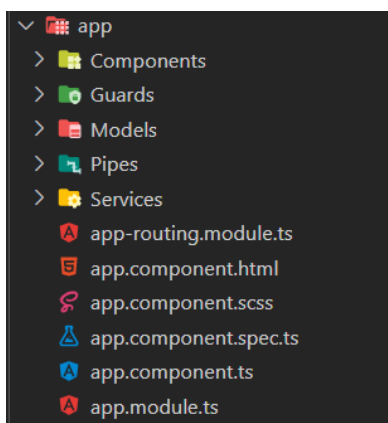 app
Components
Guards
Models
Pipes
Services
app-routing.module.ts
app.component.html
app.component.scss
app.component.spec.ts
app.component.ts
app.module.ts